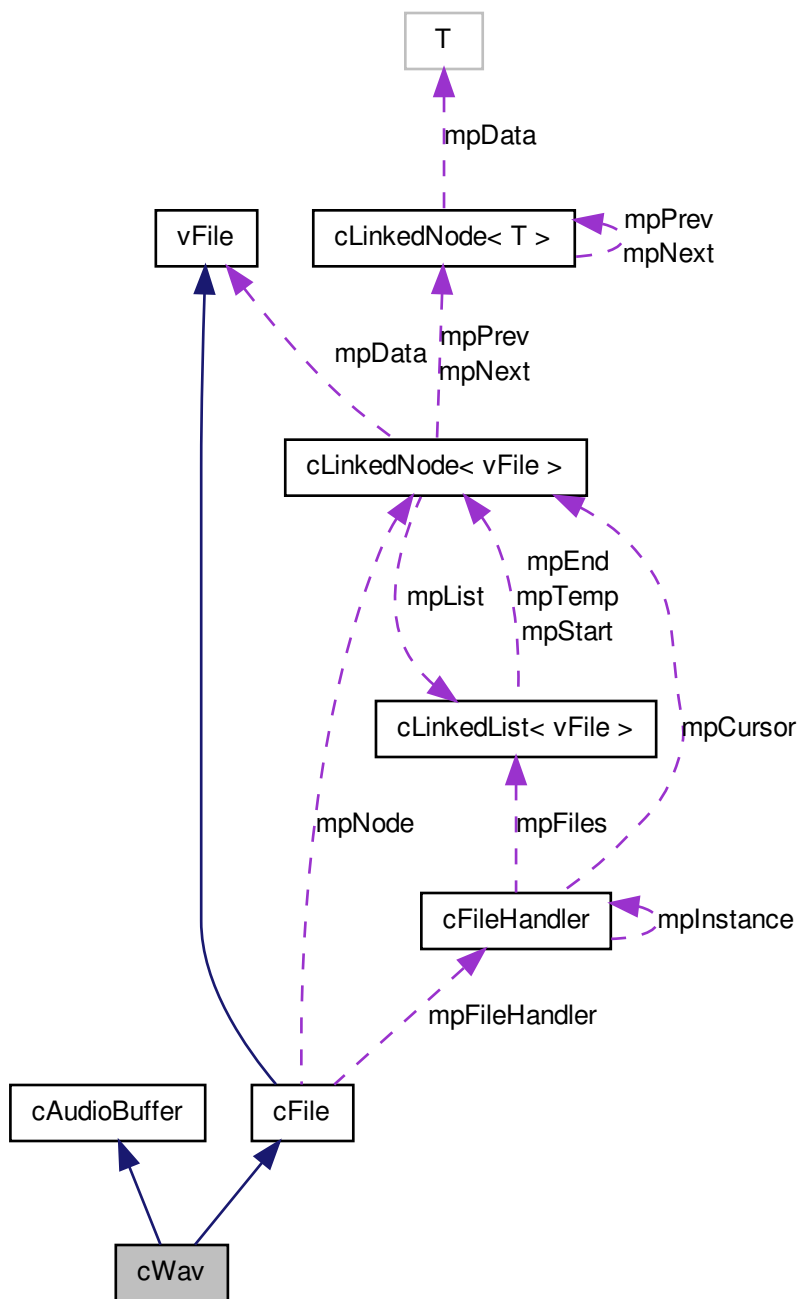 T
mpData
vFile
cLinkedNode< T >
mpPrev
mpNext
mpData
mpPrev
mpNext
cLinkedNode< vFile >
mpList
mpEnd
mpTemp
mpStart
cLinkedList< vFile >
mpCursor
mpNode
mpFiles
cFileHandler
mpInstance
mpFileHandler
cAudioBuffer
cFile
cWav